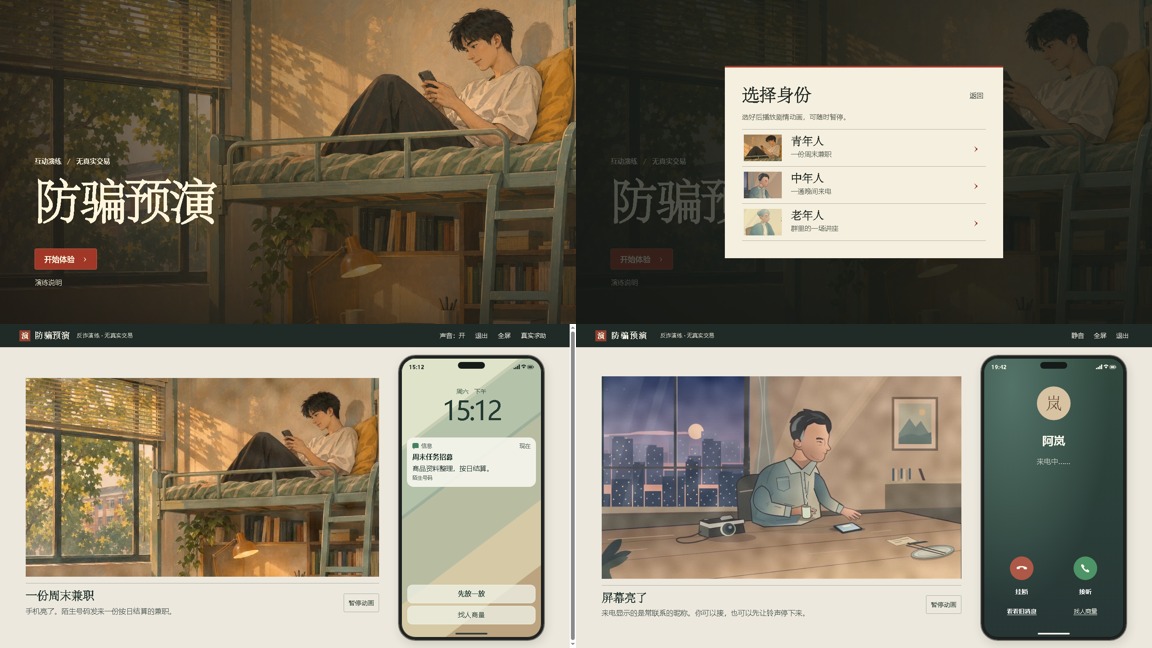 互动演练 / 无真实交易
防骗预演
开始体验 ›
演练说明
互动演练 / 无真实交易
防骗预
开始体验 ›
演练说明
选择身份
返回
选好后播放剧情动画，可随时暂停。
青年人
一份周末兼职
中年人
一通晚间来电
老年人
群里的一场讲座
演 防骗预演 反诈演练 · 无真实交易
声音：开 退出 全屏 真实求助
一份周末兼职
手机亮了。陌生号码发来一份按日结算的兼职。
暂停动画
15:12
周六 下午
15:12
信息 现在
周末任务招募
商品资料整理，按日结算。
陌生号码
先放一放
找人商量
演 防骗预演 反诈演练 · 无真实交易
静音 全屏 退出
屏幕亮了
来电显示的是常联系的昵称。你可以接，也可以先让铃声停下来。
暂停动画
19:42
岚
阿岚
来电中……
挂断 接听
看看旧消息 找人商量